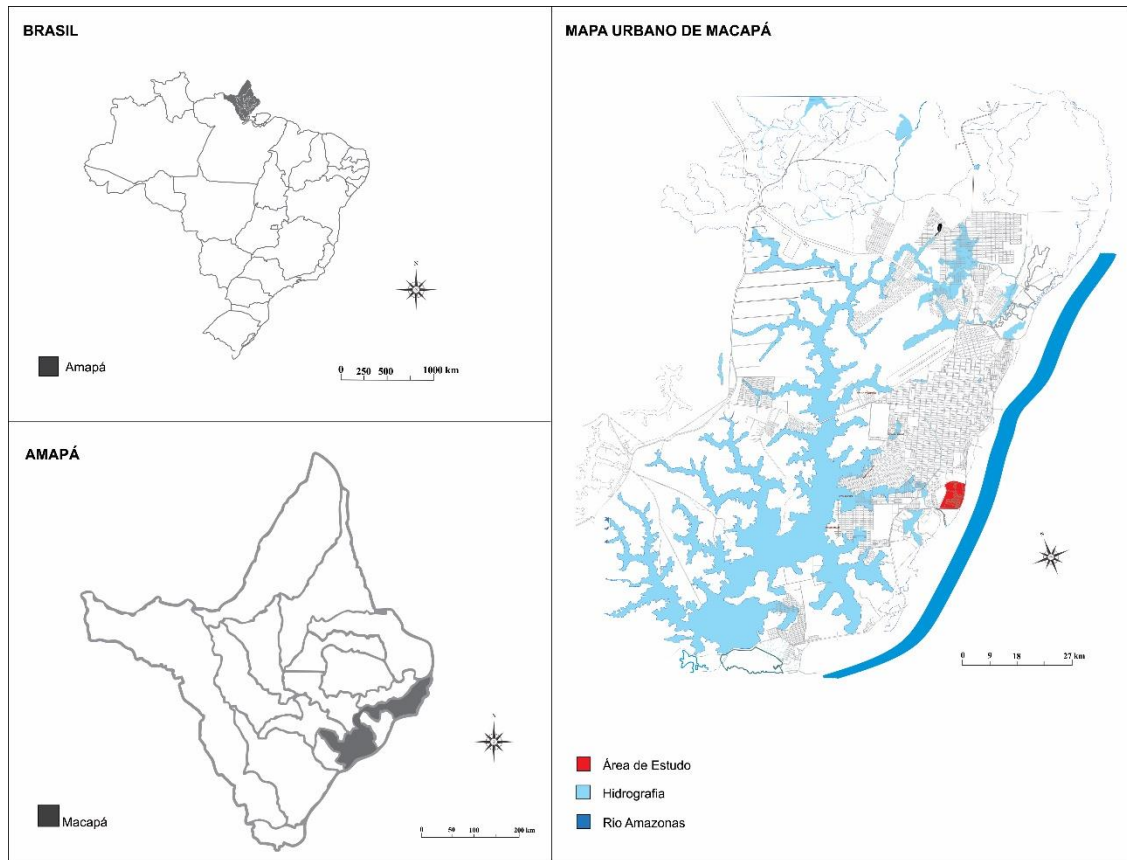 BRASIL
N
Amapá
0 250 500 1000 km
AMAPÁ
N
Macapá
0 50 100 200 km
MAPA URBANO DE MACAPÁ
N
0 9 18 27 km
Área de Estudo
Hidrografia
Rio Amazonas